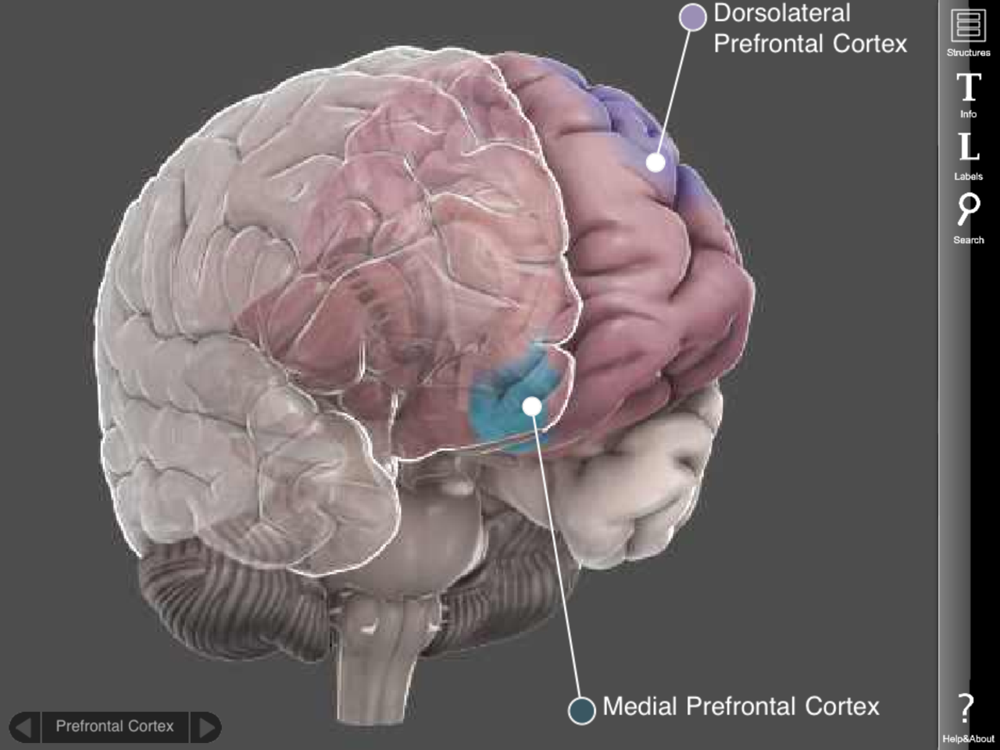 Dorsolateral
Prefrontal Cortex
Structures
T
Info
L
Labels
Search
Medial Prefrontal Cortex
Prefrontal Cortex
?
Help&About